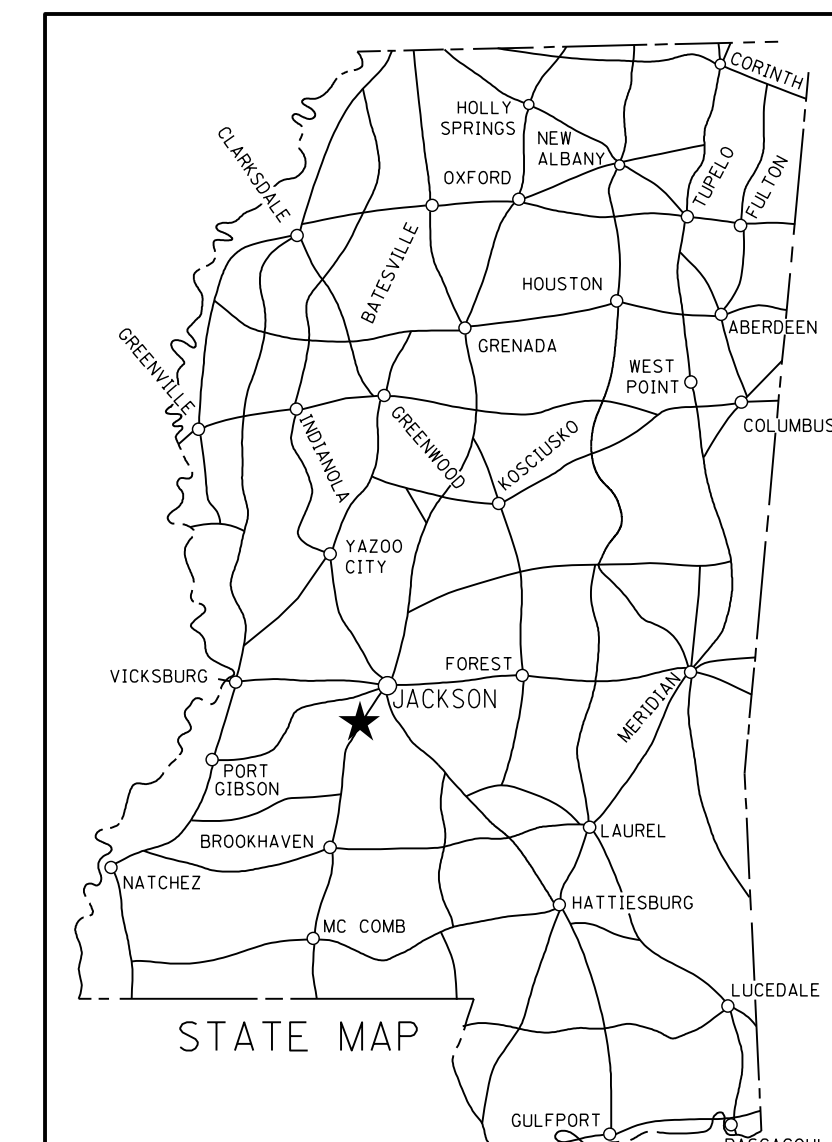 CORINTH
HOLLY
SPRINGS
NEW
ALBANY
CLARKSDALE
OXFORD
TUPELO
FULTON
BATESVILLE
HOUSTON
ABERDEEN
GREENVILLE
GRENADA
WEST
POINT
COLUMBUS
INDIANOLA
GREENWOOD
KOSCIUSKO
YAZOO
CITY
VICKSBURG
FOREST
JACKSON
MERIDIAN
PORT
GIBSON
BROOKHAVEN
LAUREL
NATCHEZ
HATTIESBURG
MC COMB
LUCEDALE
STATE MAP
GULFPORT